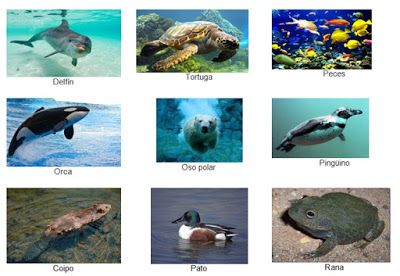 Delfín
Tortuga
Peces
Orca
Oso polar
Pingüino
Coipo
Pato
Rana